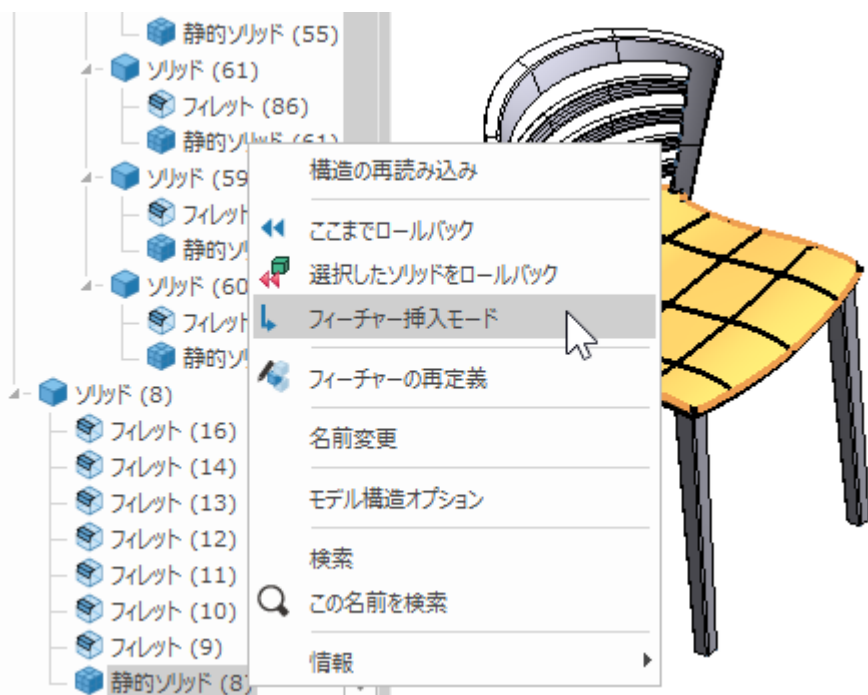 静的ソリッド (55)
ソリッド (61)
フィレット (86)
静的ソリッド (61)
ソリッド (59
フィレット
静的ソ
ソリッド (60
フィレット
静的ソ
ソリッド (8)
フィレット (16)
フィレット (14)
フィレット (13)
フィレット (12)
フィレット (11)
フィレット (10)
フィレット (9)
静的ソリッド (8)
構造の再読み込み
ここまでロールバック
選択したソリッドをロールバック
フィーチャー挿入モード
フィーチャーの再定義
名前変更
モデル構造オプション
検索
この名前を検索
情報